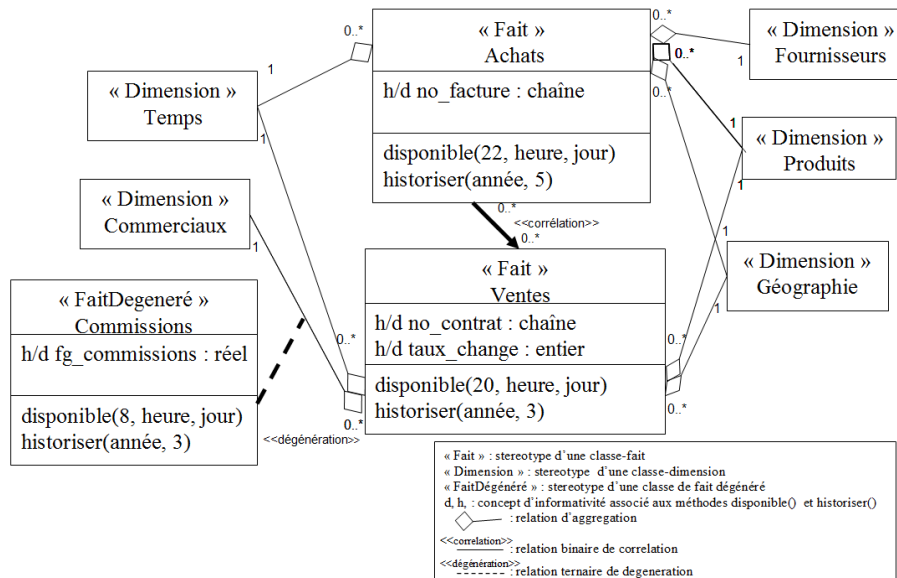 0..*
« Fait »
Achats
h/d no_facture : chaîne
disponible(22, heure, jour)
historiser(année, 5)
0..*
0..*
0..*
1
« Dimension »
Fournisseurs
1
« Dimension »
Temps
1
1
1
« Dimension »
Produits
« Dimension »
Commerciaux
1
0..*
<<corrélation>>
0..*
1
1
« Dimension »
Géographie
« FaitDegeneré »
Commissions
h/d fg_commissions : réel
disponible(8, heure, jour)
historiser(année, 3)
<<dégénération>>
0..*
0..*
« Fait »
Ventes
h/d no_contrat : chaîne
h/d taux_change : entier
disponible(20, heure, jour)
historiser(année, 3)
0..*
0..*
« Fait » : stereotype d'une classe-fait
« Dimension » : stereotype d'une classe-dimension
« FaitDégénéré » : stereotype d'une classe de fait dégénéré
d, h, : concept d'informativité associé aux méthodes disponible() et historiser()
: relation d'aggregation
<<correlation>>
: relation binaire de correlation
<<dégénération>>
: relation ternaire de degeneration